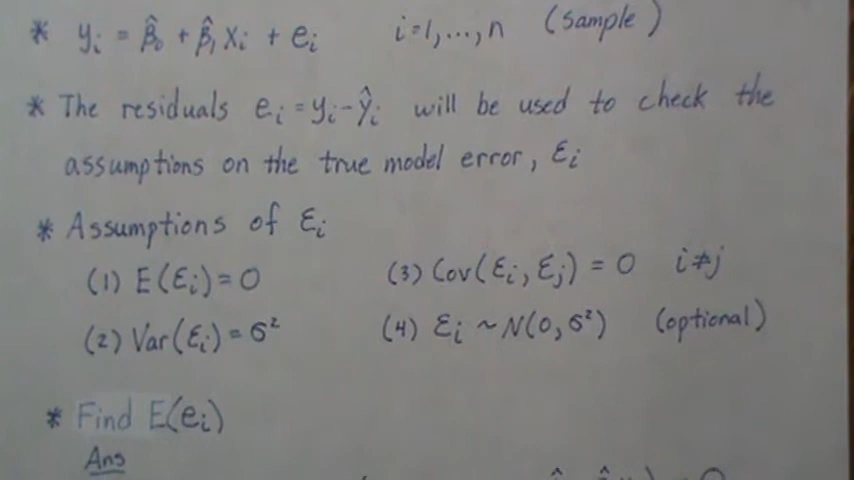 * yᵢ = β̂₀ + β̂₁ xᵢ + eᵢ i=1,...,n (sample)
* The residuals eᵢ = yᵢ - ŷᵢ will be used to check the
assumptions on the true model error, εᵢ
* Assumptions of εᵢ
(1) E(εᵢ) = 0 (3) Cov(εᵢ, εⱼ) = 0 i≠j
(2) Var(εᵢ) = σ² (4) εᵢ ~ N(0, σ²) (optional)
* Find E(eᵢ)
Ans